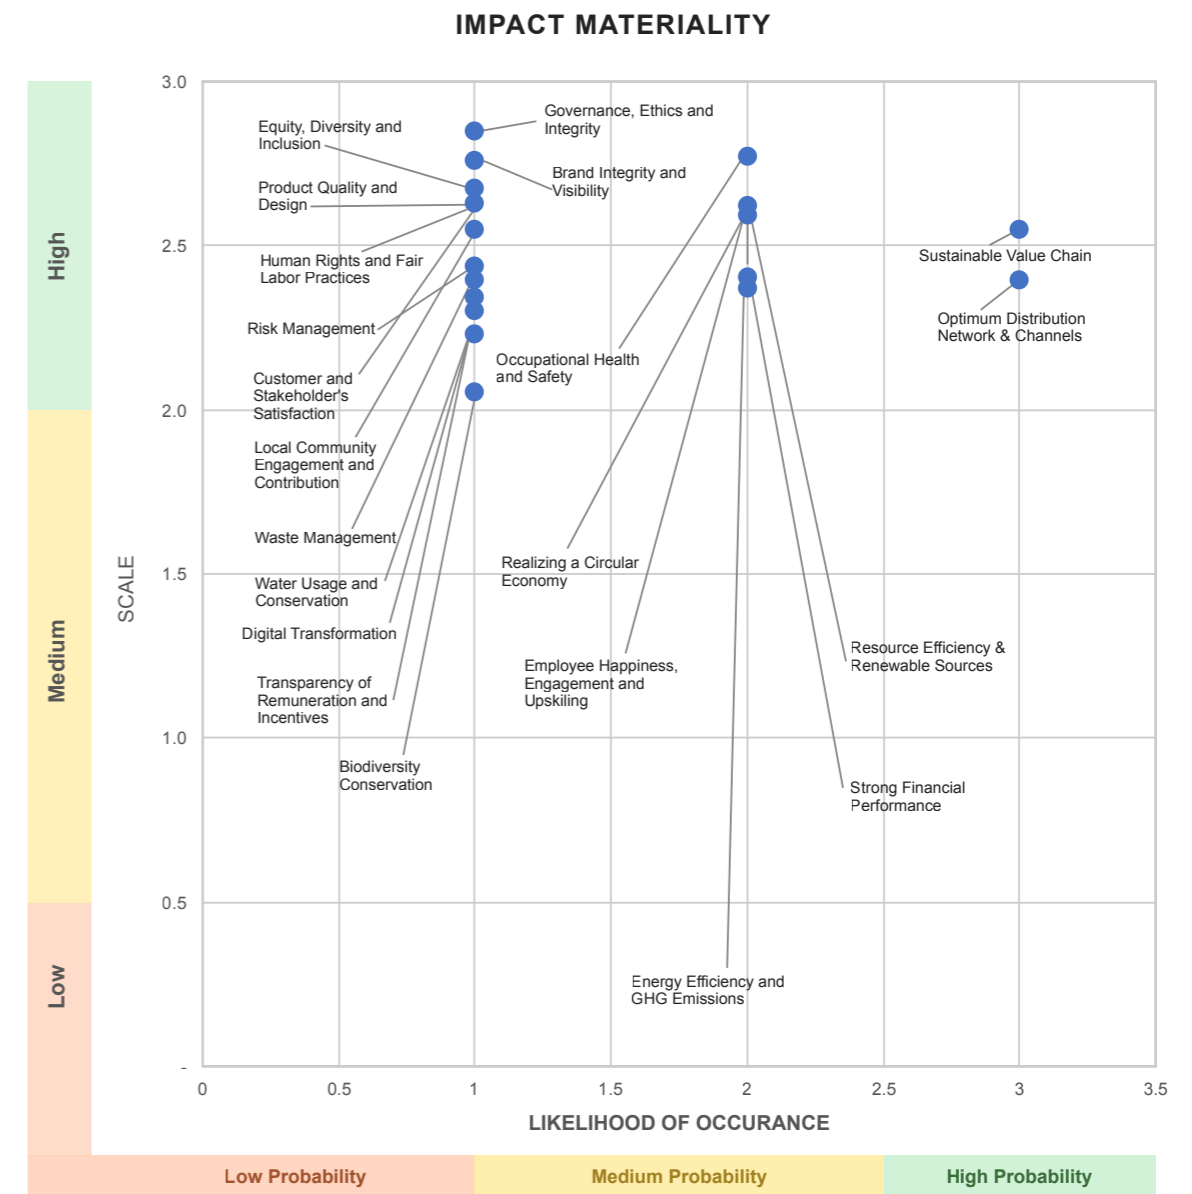 IMPACT MATERIALITY
3.0
2.5
2.0
1.5
1.0
0.5
-
High
Medium
Low
SCALE
Governance, Ethics and
Integrity
Equity, Diversity and
Inclusion
Brand Integrity and
Visibility
Product Quality and
Design
Human Rights and Fair
Labor Practices
Risk Management
Customer and
Stakeholder's
Satisfaction
Local Community
Engagement and
Contribution
Waste Management
Water Usage and
Conservation
Digital Transformation
Transparency of
Remuneration and
Incentives
Biodiversity
Conservation
Occupational Health
and Safety
Realizing a Circular
Economy
Employee Happiness,
Engagement and
Upskiling
Energy Efficiency and
GHG Emissions
Resource Efficiency &
Renewable Sources
Strong Financial
Performance
Sustainable Value Chain
Optimum Distribution
Network & Channels
0
0.5
1
1.5
2
2.5
3
3.5
LIKELIHOOD OF OCCURANCE
Low Probability
Medium Probability
High Probability